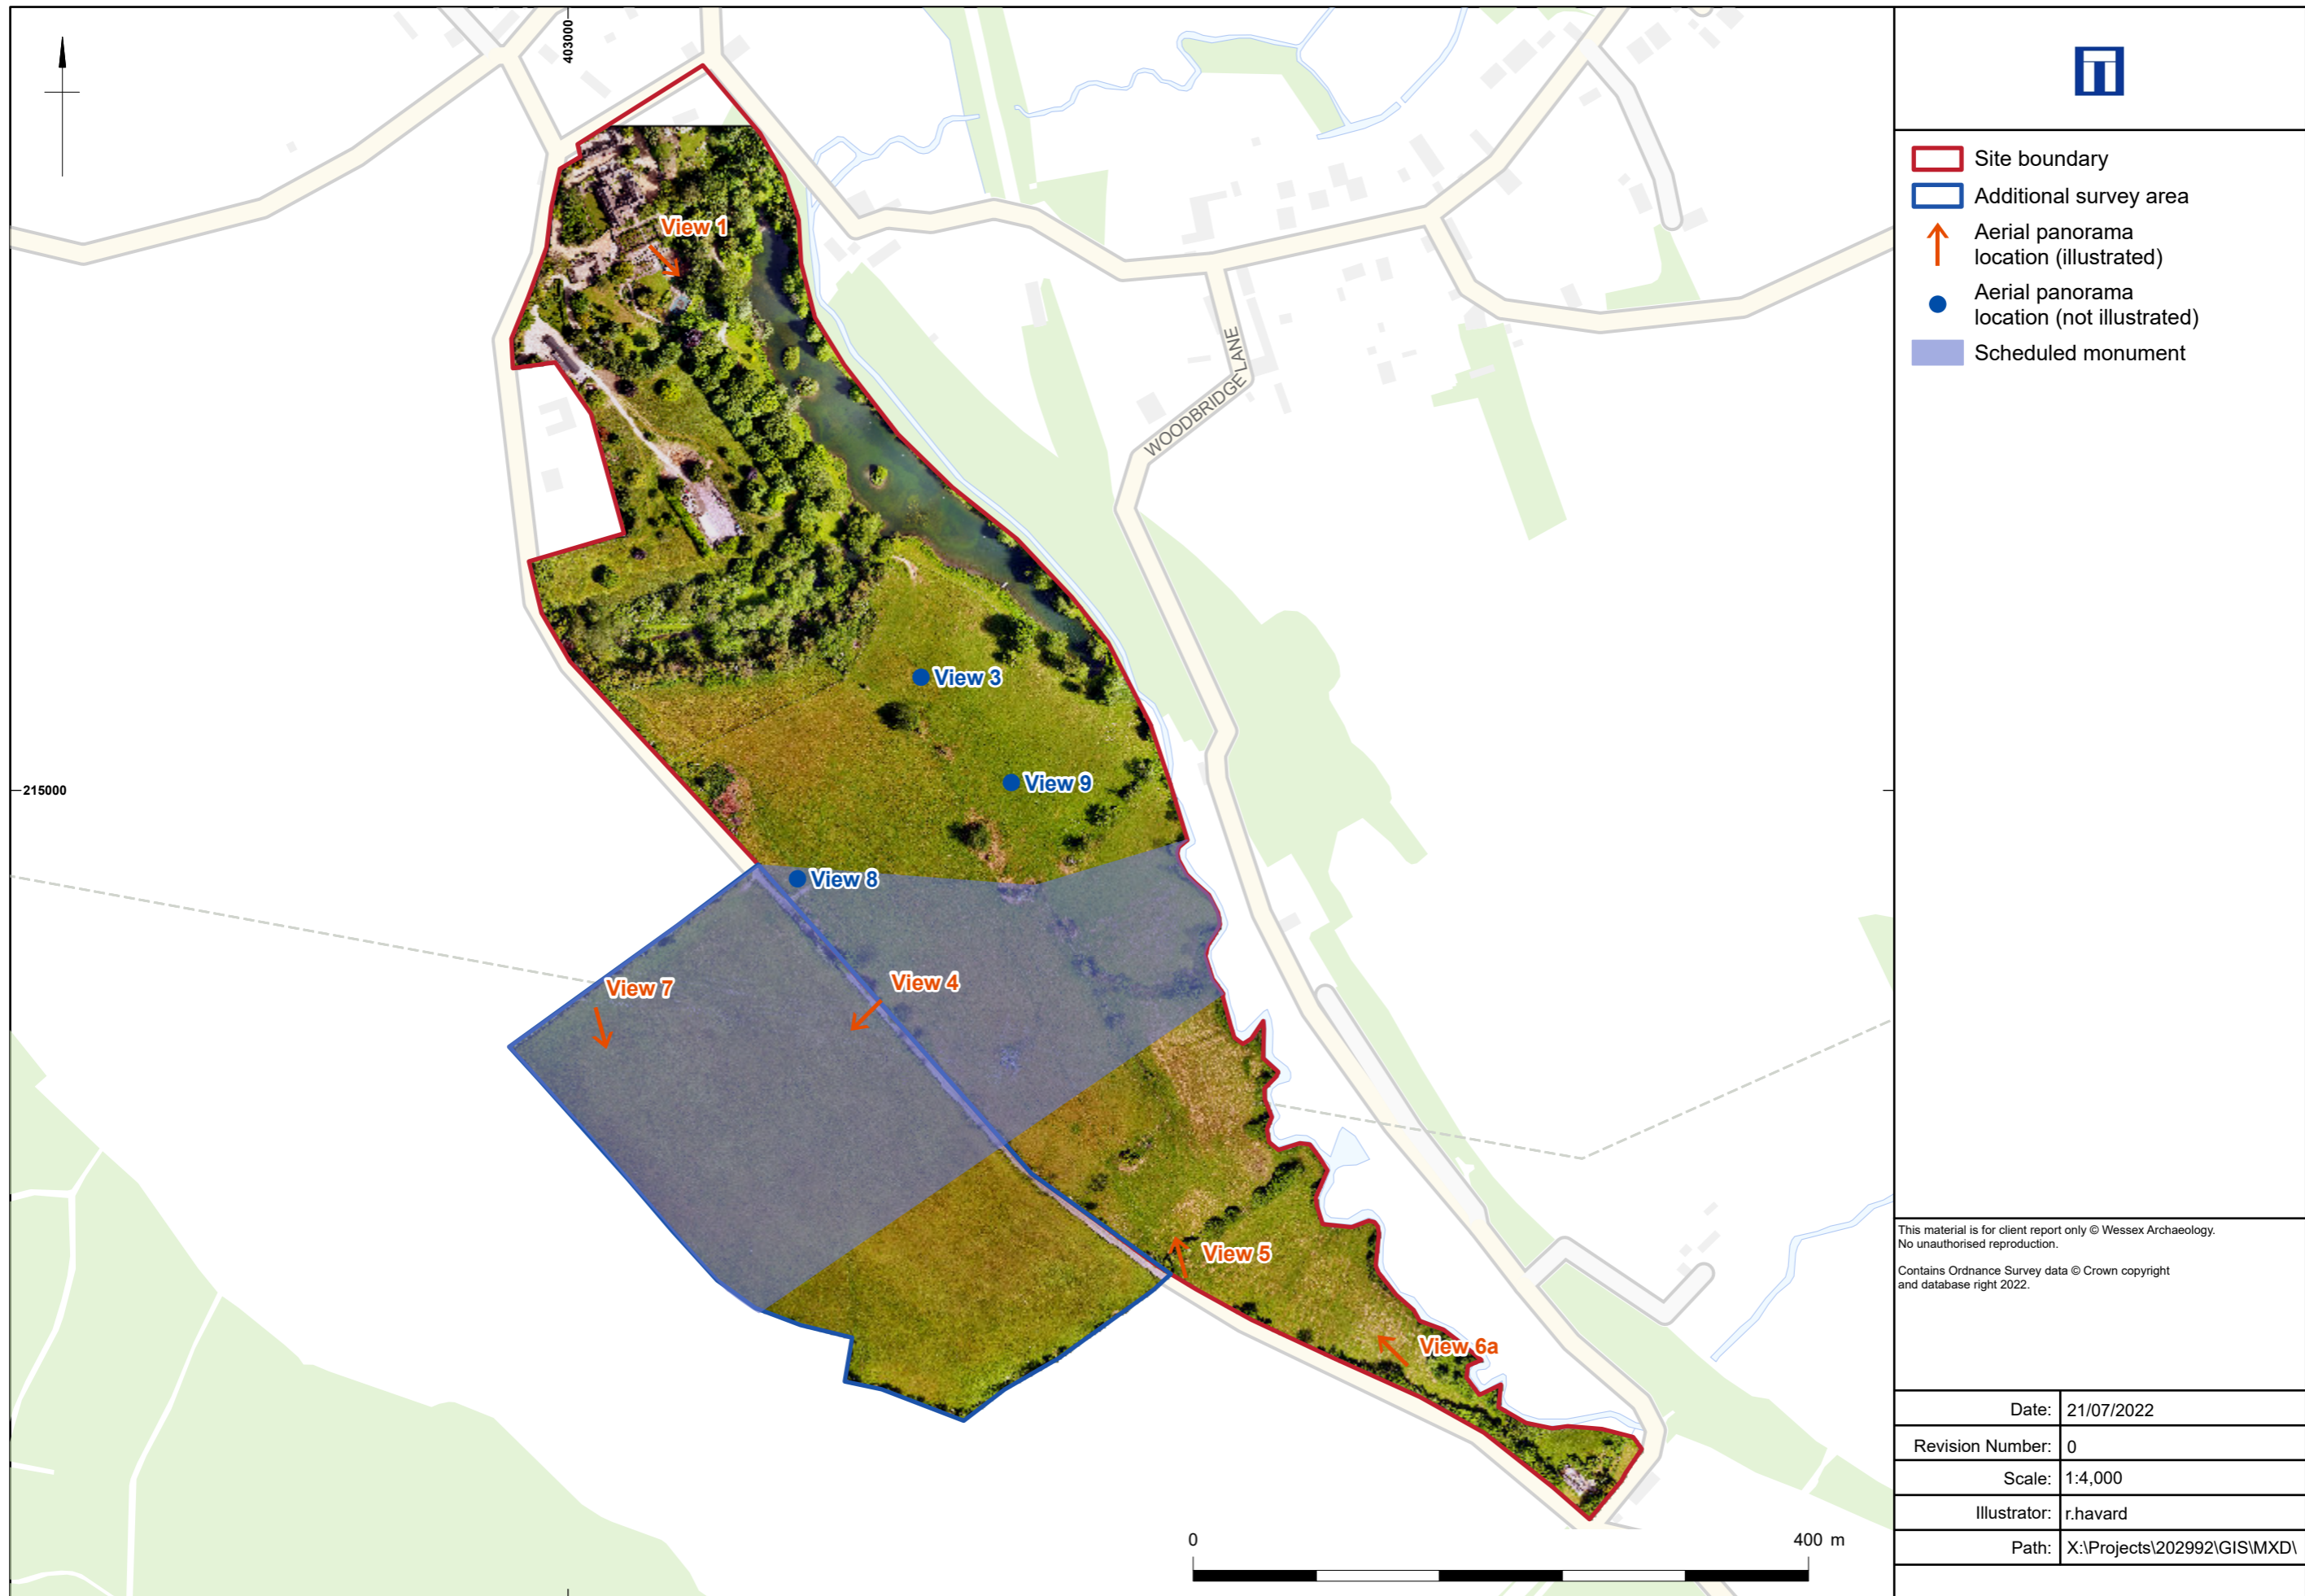 403000
215000
WOODBRIDGE LANE
View 1
View 3
View 9
View 8
View 7
View 4
View 5
View 6a
0
400 m
Site boundary
Additional survey area
Aerial panorama
location (illustrated)
Aerial panorama
location (not illustrated)
Scheduled monument
This material is for client report only © Wessex Archaeology.
No unauthorised reproduction.
Contains Ordnance Survey data © Crown copyright
and database right 2022.
Date: 21/07/2022
Revision Number: 0
Scale: 1:4,000
Illustrator: r.havard
Path: X:\Projects\202992\GIS\MXD\